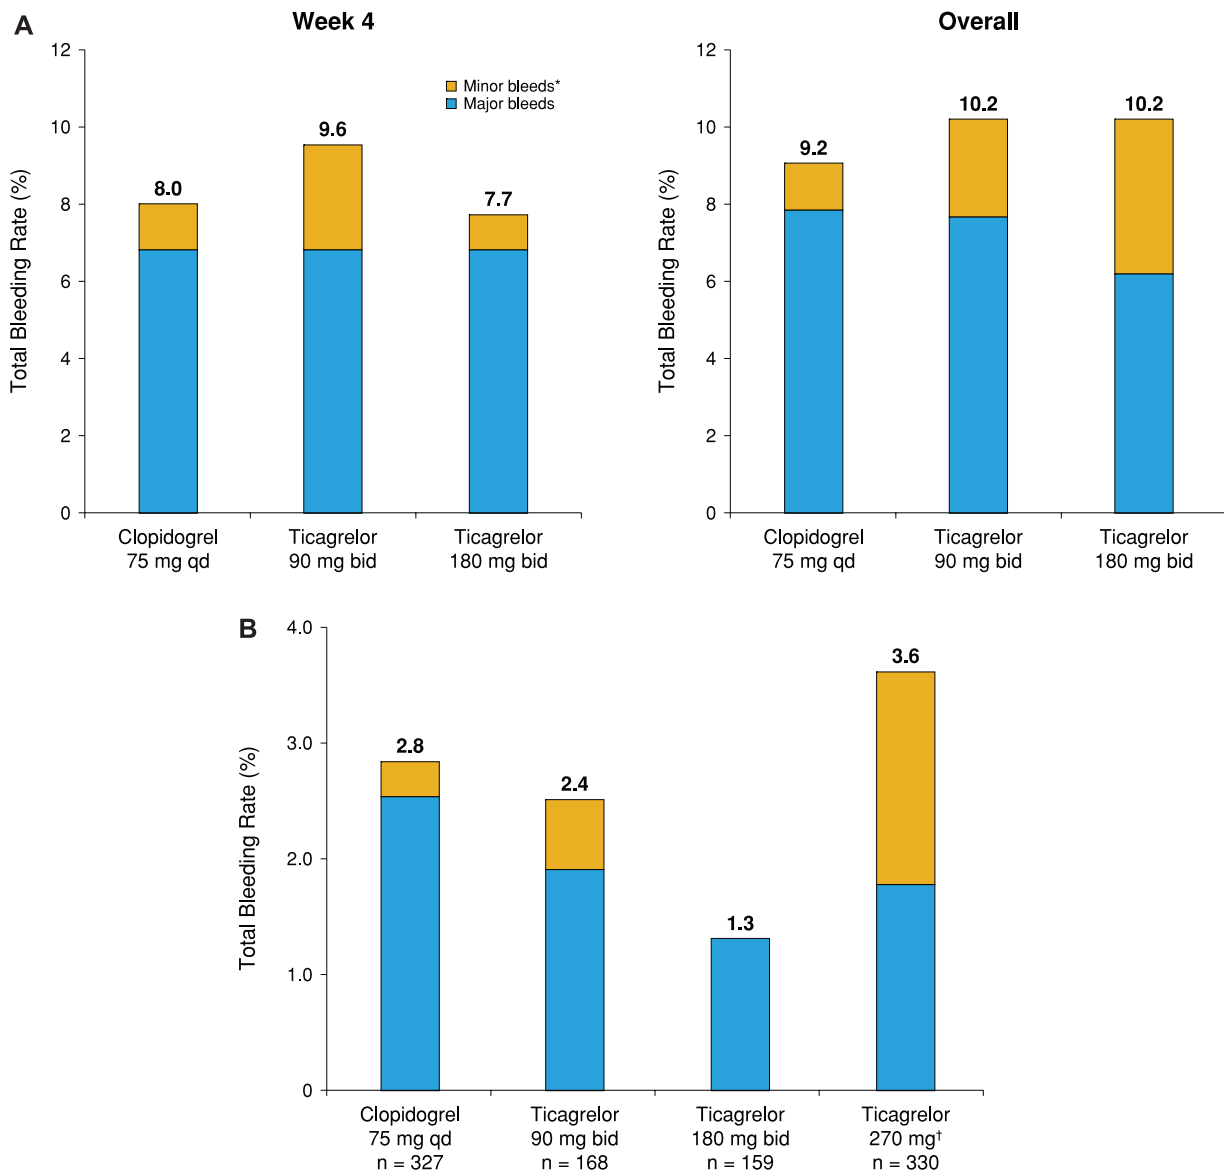 A
Week 4
Total Bleeding Rate (%)
12
10
8
6
4
2
0
Minor bleeds*
Major bleeds
8.0
9.6
7.7
Clopidogrel
75 mg qd
Ticagrelor
90 mg bid
Ticagrelor
180 mg bid
Overall
Total Bleeding Rate (%)
12
10
8
6
4
2
0
9.2
10.2
10.2
Clopidogrel
75 mg qd
Ticagrelor
90 mg bid
Ticagrelor
180 mg bid
B
Total Bleeding Rate (%)
4.0
3.0
2.0
1.0
0
2.8
2.4
1.3
3.6
Clopidogrel
75 mg qd
n = 327
Ticagrelor
90 mg bid
n = 168
Ticagrelor
180 mg bid
n = 159
Ticagrelor
270 mg†
n = 330